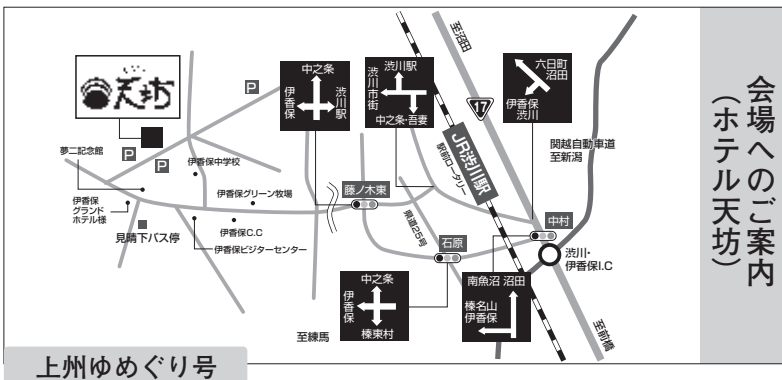 会場へのご案内
（ホテル天坊）
天坊
至沼田
中之条
伊香保
渋川駅
渋川駅
渋川市街
中之条・吾妻
六日町
沼田
伊香保
渋川
17
関越自動車道
至新潟
JR渋川駅
駅前ロータリー
P
P
P
夢二記念館
伊香保中学校
伊香保グリーン牧場
藤ノ木東
県道25号
中村
伊香保
グランド
ホテル様
見晴下バス停
伊香保C.C
伊香保ビジターセンター
石原
渋川・
伊香保I.C
中之条
伊香保
榛東村
南魚沼 沼田
榛名山
伊香保
至練馬
至前橋
上州ゆめぐり号